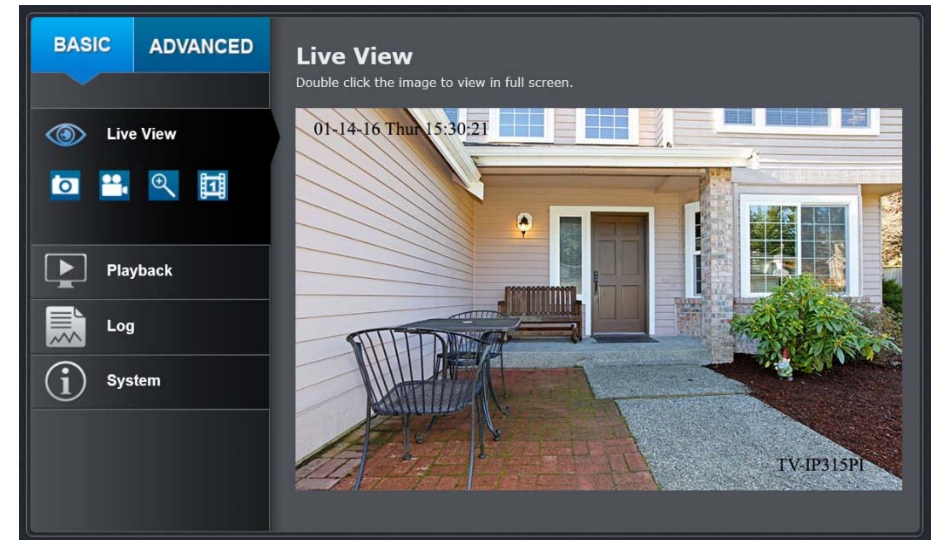 BASIC
ADVANCED
Live View
Double click the image to view in full screen.
Live View
1
Playback
Log
System
01-14-16 Thur 15:30:21
TV-IP315PI